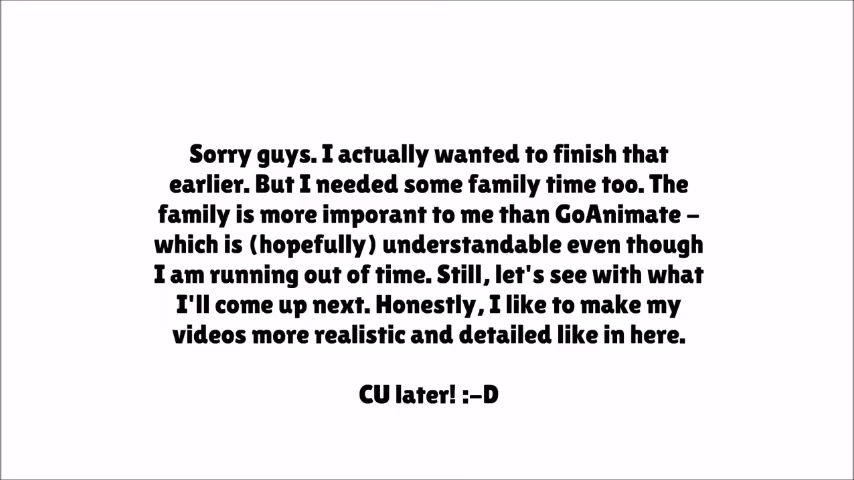 Sorry guys. I actually wanted to finish that
earlier. But I needed some family time too. The
family is more imporant to me than GoAnimate -
which is (hopefully) understandable even though
I am running out of time. Still, let's see with what
I'll come up next. Honestly, I like to make my
videos more realistic and detailed like in here.
CU later! :-D